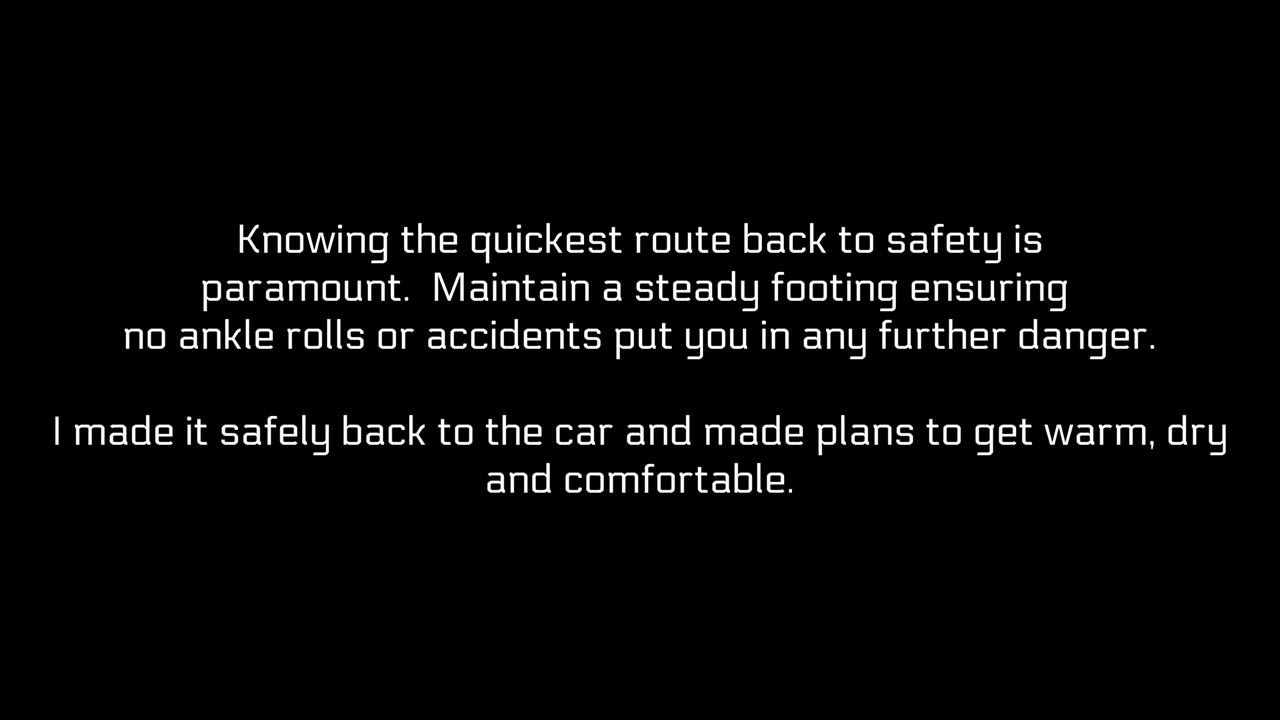 Knowing the quickest route back to safety is
paramount.  Maintain a steady footing ensuring
no ankle rolls or accidents put you in any further danger.
I made it safely back to the car and made plans to get warm, dry
and comfortable.